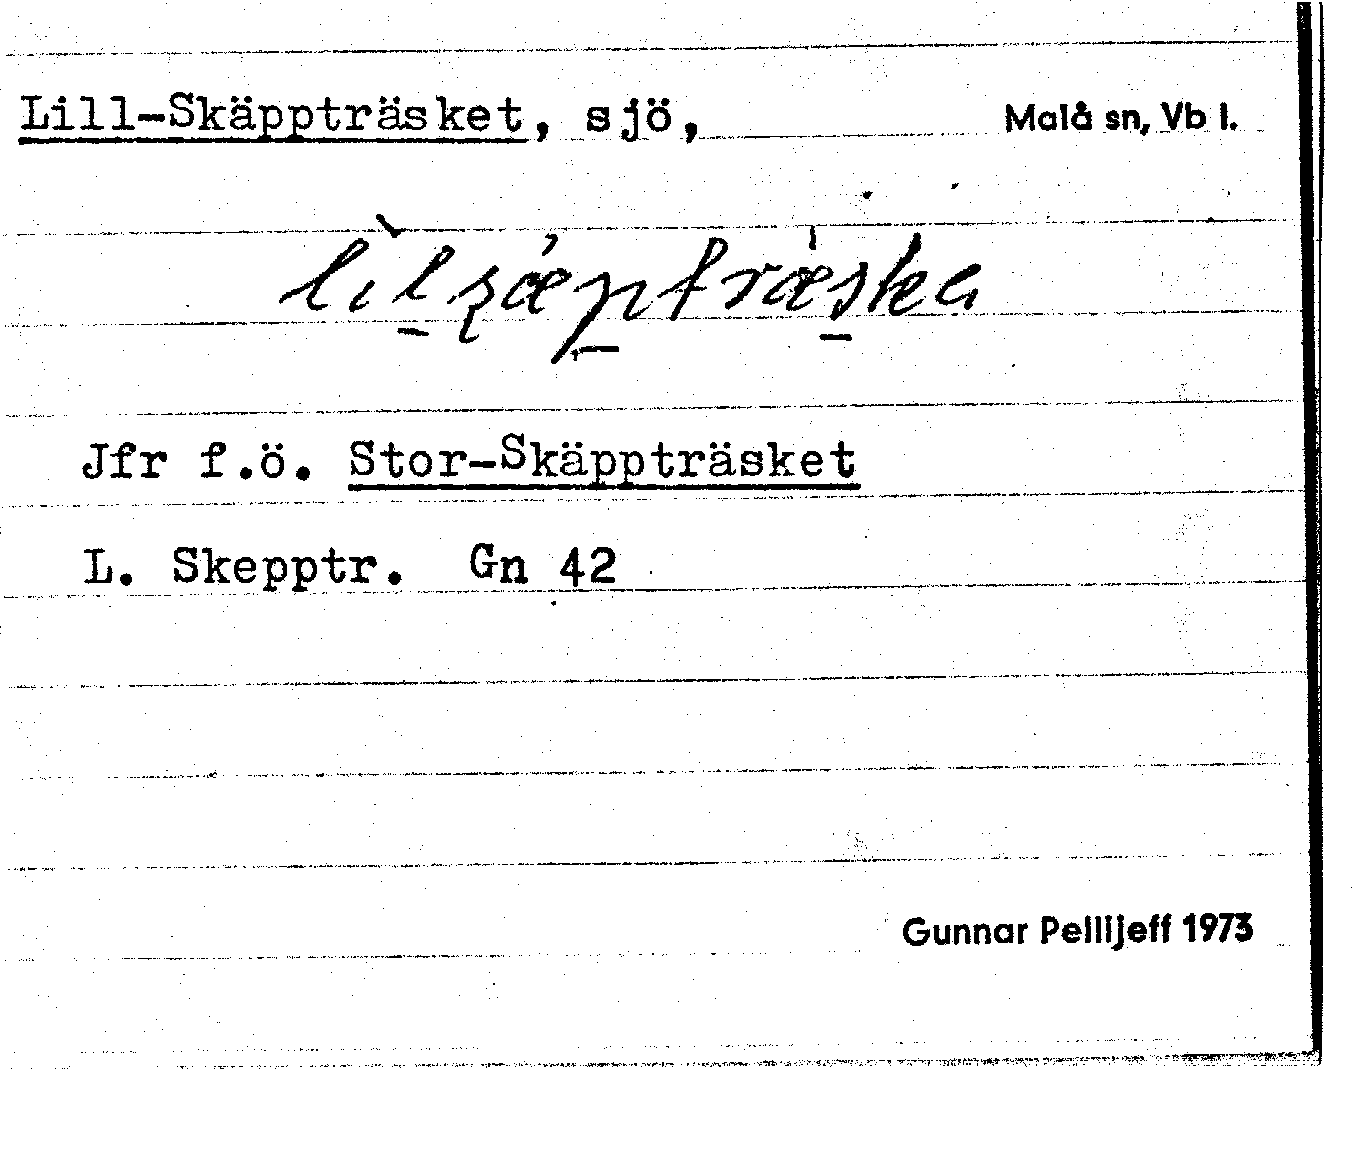 Lill-Skäppträsket, sjö, Malå sn, Vb l.
Jfr f.ö. Stor-Skäppträsket
L. Skepptr. Gn 42
Gunnar Pellijeff 1973